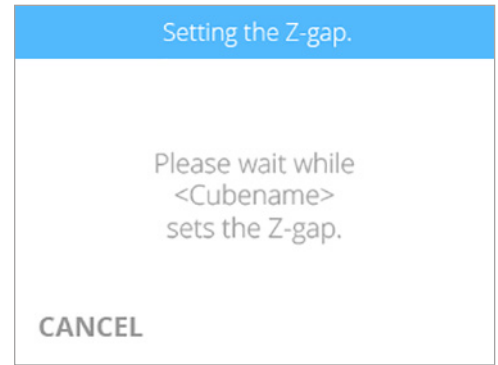 Setting the Z-gap.
Please wait while
<Cubename>
sets the Z-gap.
CANCEL